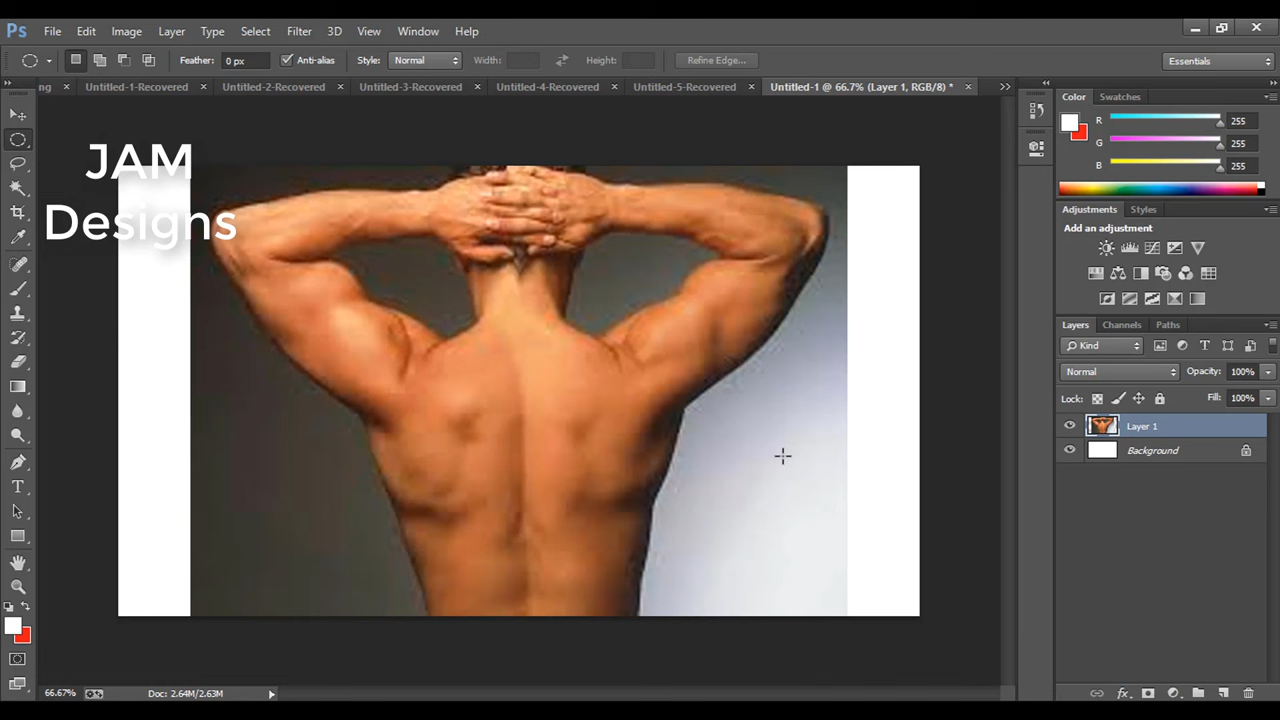 Ps File Edit Image Layer Type Select Filter 3D View Window Help
Feather: 0 px Anti-alias Style: Normal Width: Height: Refine Edge... Essentials
ng × Untitled-1-Recovered × Untitled-2-Recovered × Untitled-3-Recovered × Untitled-4-Recovered × Untitled-5-Recovered × Untitled-1 @ 66.7% (Layer 1, RGB/8) * ×
JAM
Designs
Color Swatches
R 255
G 255
B 255
Adjustments Styles
Add an adjustment
Layers Channels Paths
Kind
Normal Opacity: 100%
Lock: Fill: 100%
Layer 1
Background
66.67% Doc: 2.64M/2.63M